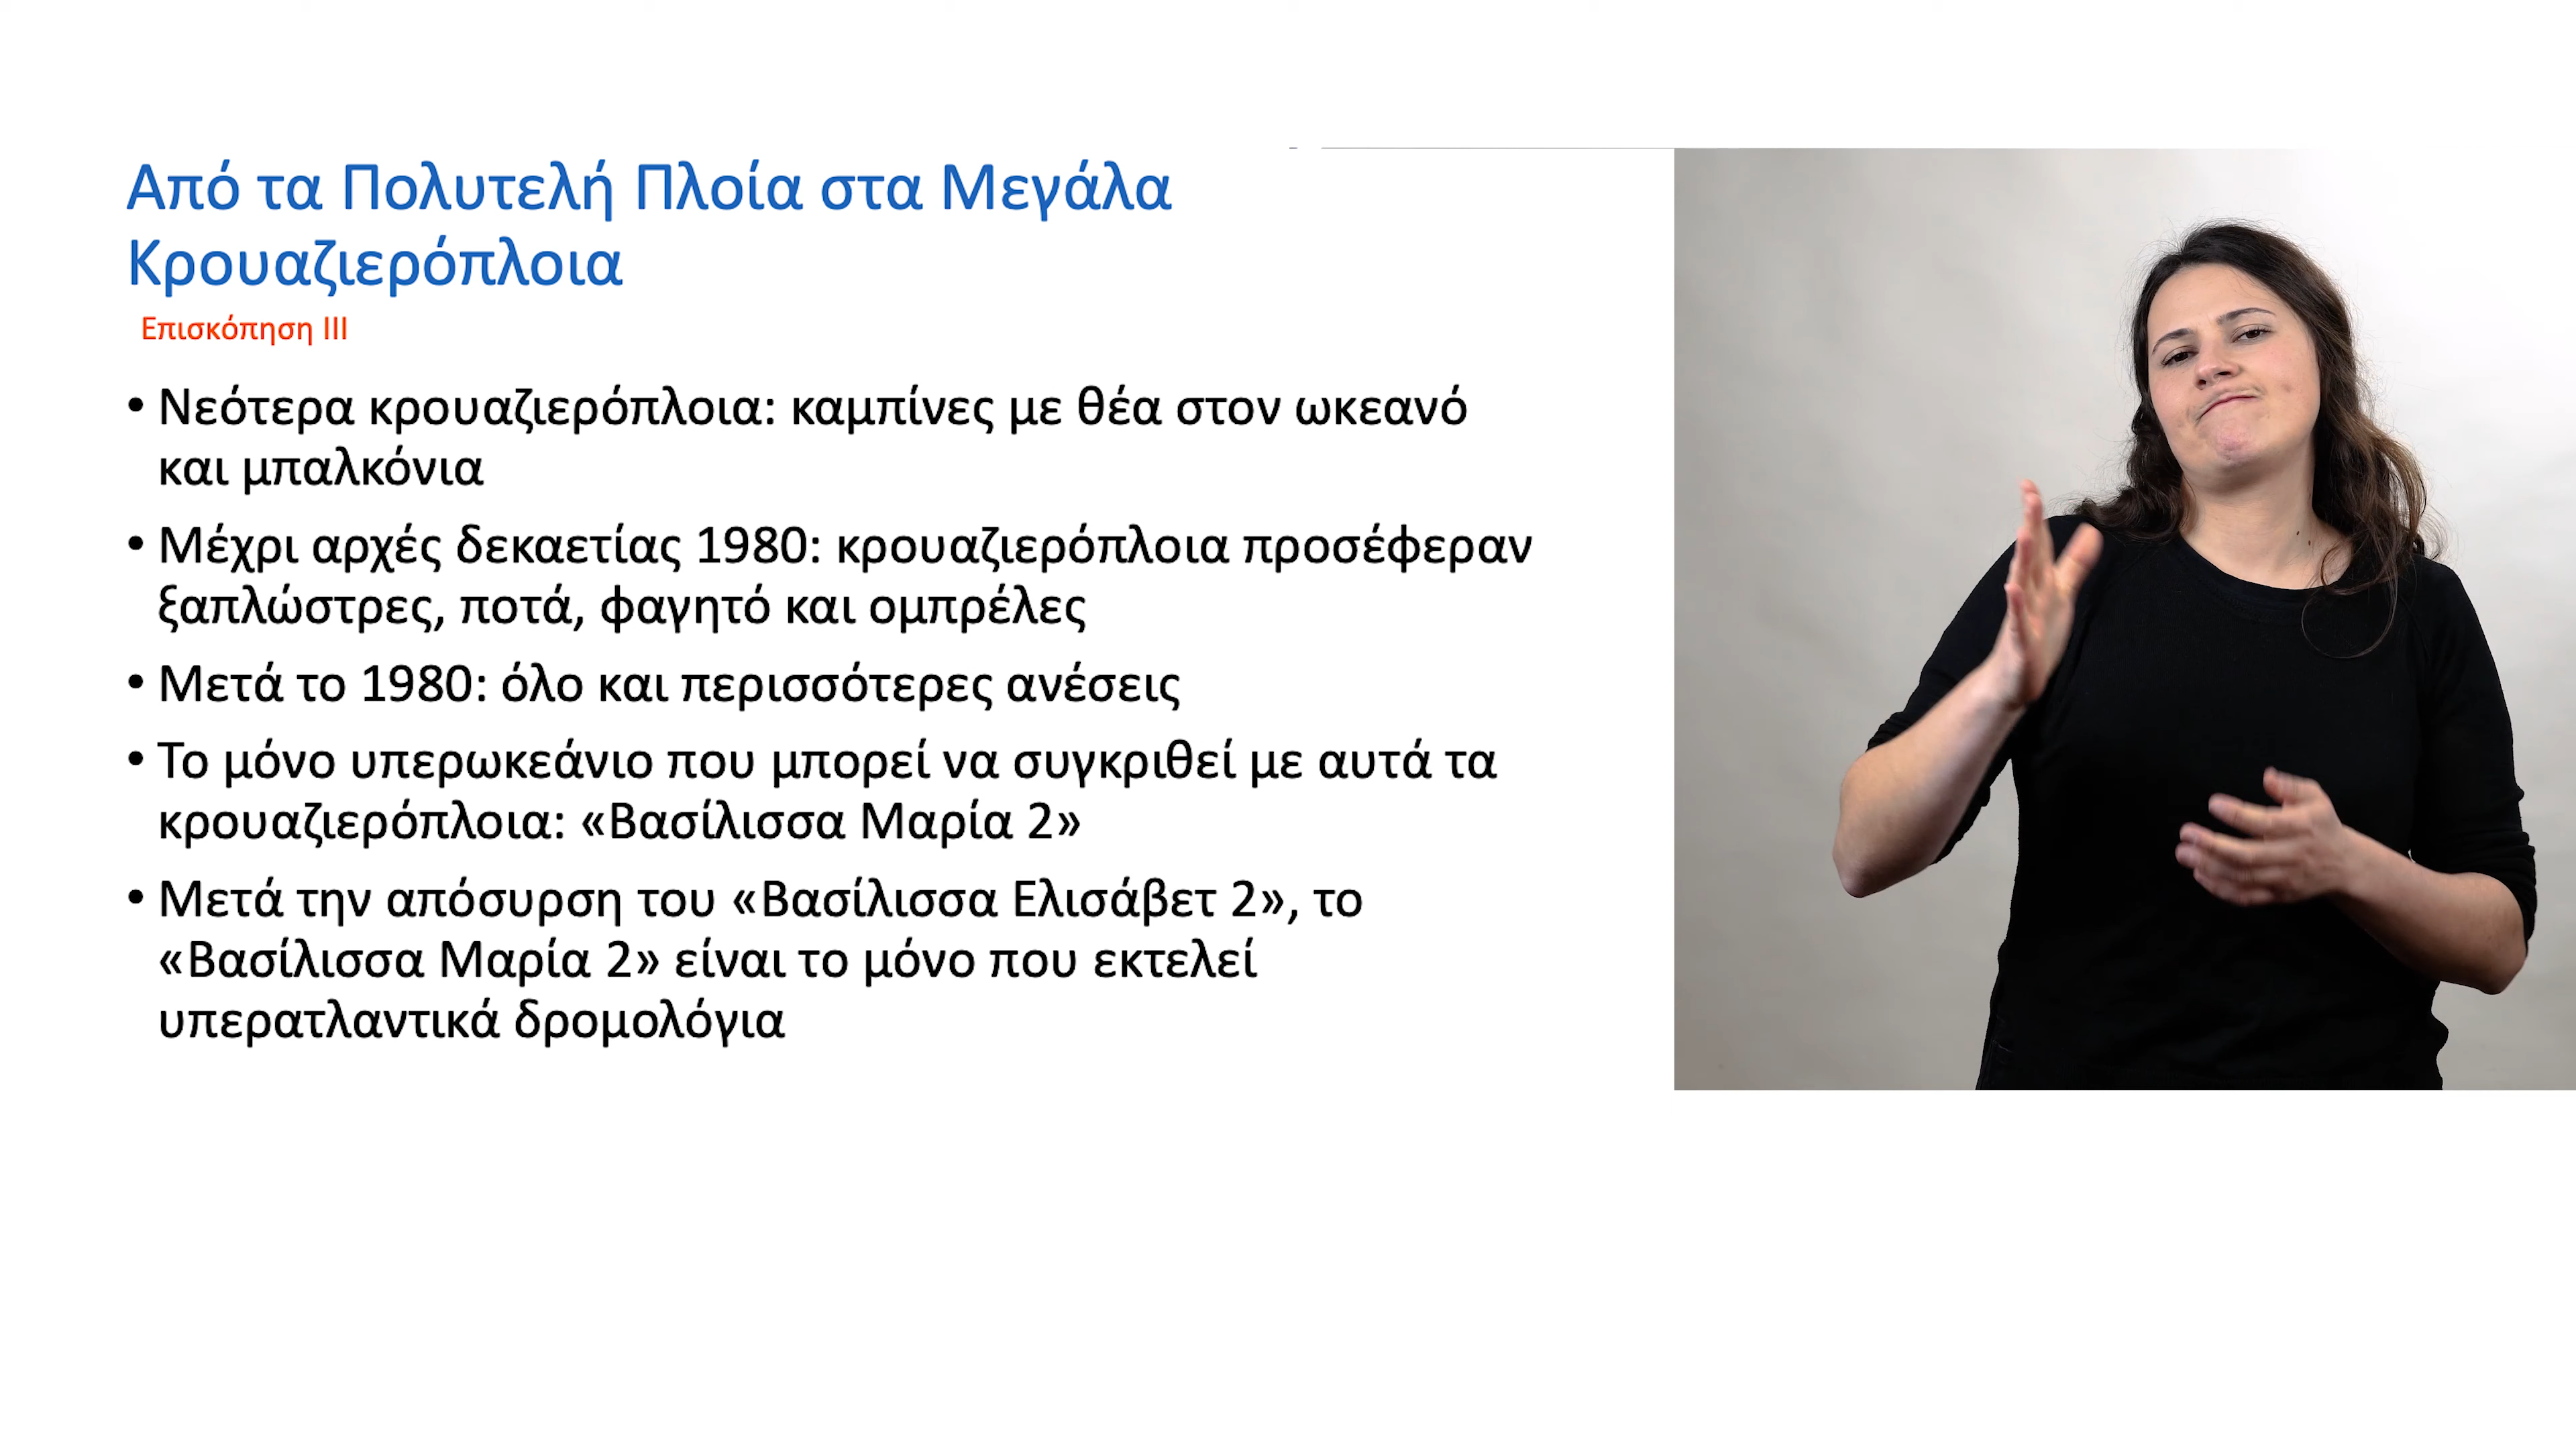 Από τα Πολυτελή Πλοία στα Μεγάλα
Κρουαζιερόπλοια
Επισκόπηση ΙΙΙ
• Νεότερα κρουαζιερόπλοια: καμπίνες με θέα στον ωκεανό
και μπαλκόνια
• Μέχρι αρχές δεκαετίας 1980: κρουαζιερόπλοια προσέφεραν
ξαπλώστρες, ποτά, φαγητό και ομπρέλες
• Μετά το 1980: όλο και περισσότερες ανέσεις
• Το μόνο υπερωκεάνιο που μπορεί να συγκριθεί με αυτά τα
κρουαζιερόπλοια: «Βασίλισσα Μαρία 2»
• Μετά την απόσυρση του «Βασίλισσα Ελισάβετ 2», το
«Βασίλισσα Μαρία 2» είναι το μόνο που εκτελεί
υπερατλαντικά δρομολόγια